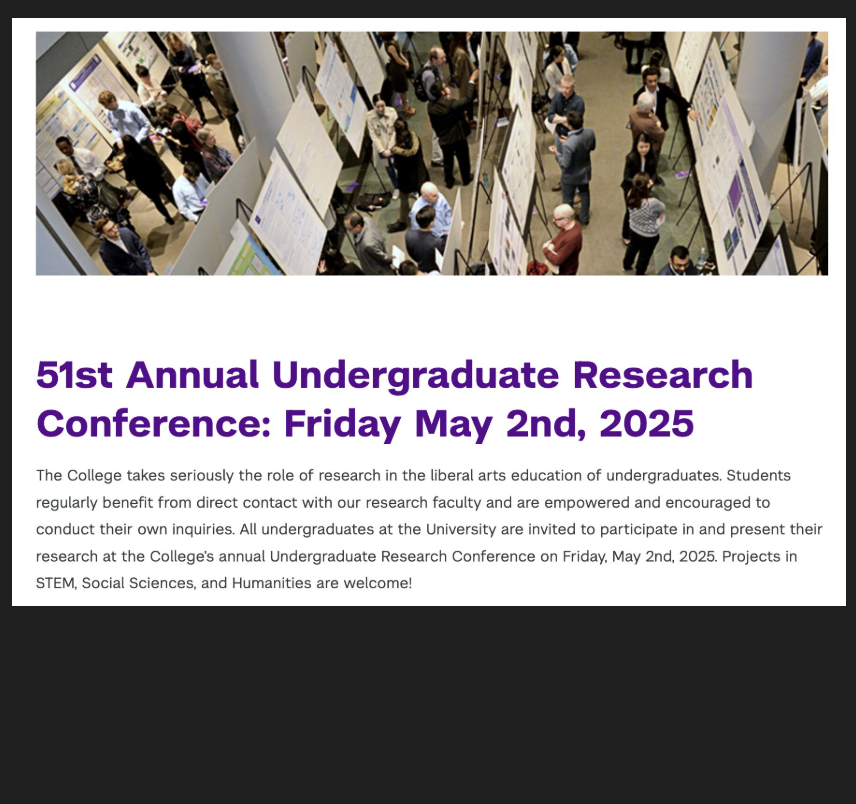 51st Annual Undergraduate Research
Conference: Friday May 2nd, 2025
The College takes seriously the role of research in the liberal arts education of undergraduates. Students
regularly benefit from direct contact with our research faculty and are empowered and encouraged to
conduct their own inquiries. All undergraduates at the University are invited to participate in and present their
research at the College's annual Undergraduate Research Conference on Friday, May 2nd, 2025. Projects in
STEM, Social Sciences, and Humanities are welcome!